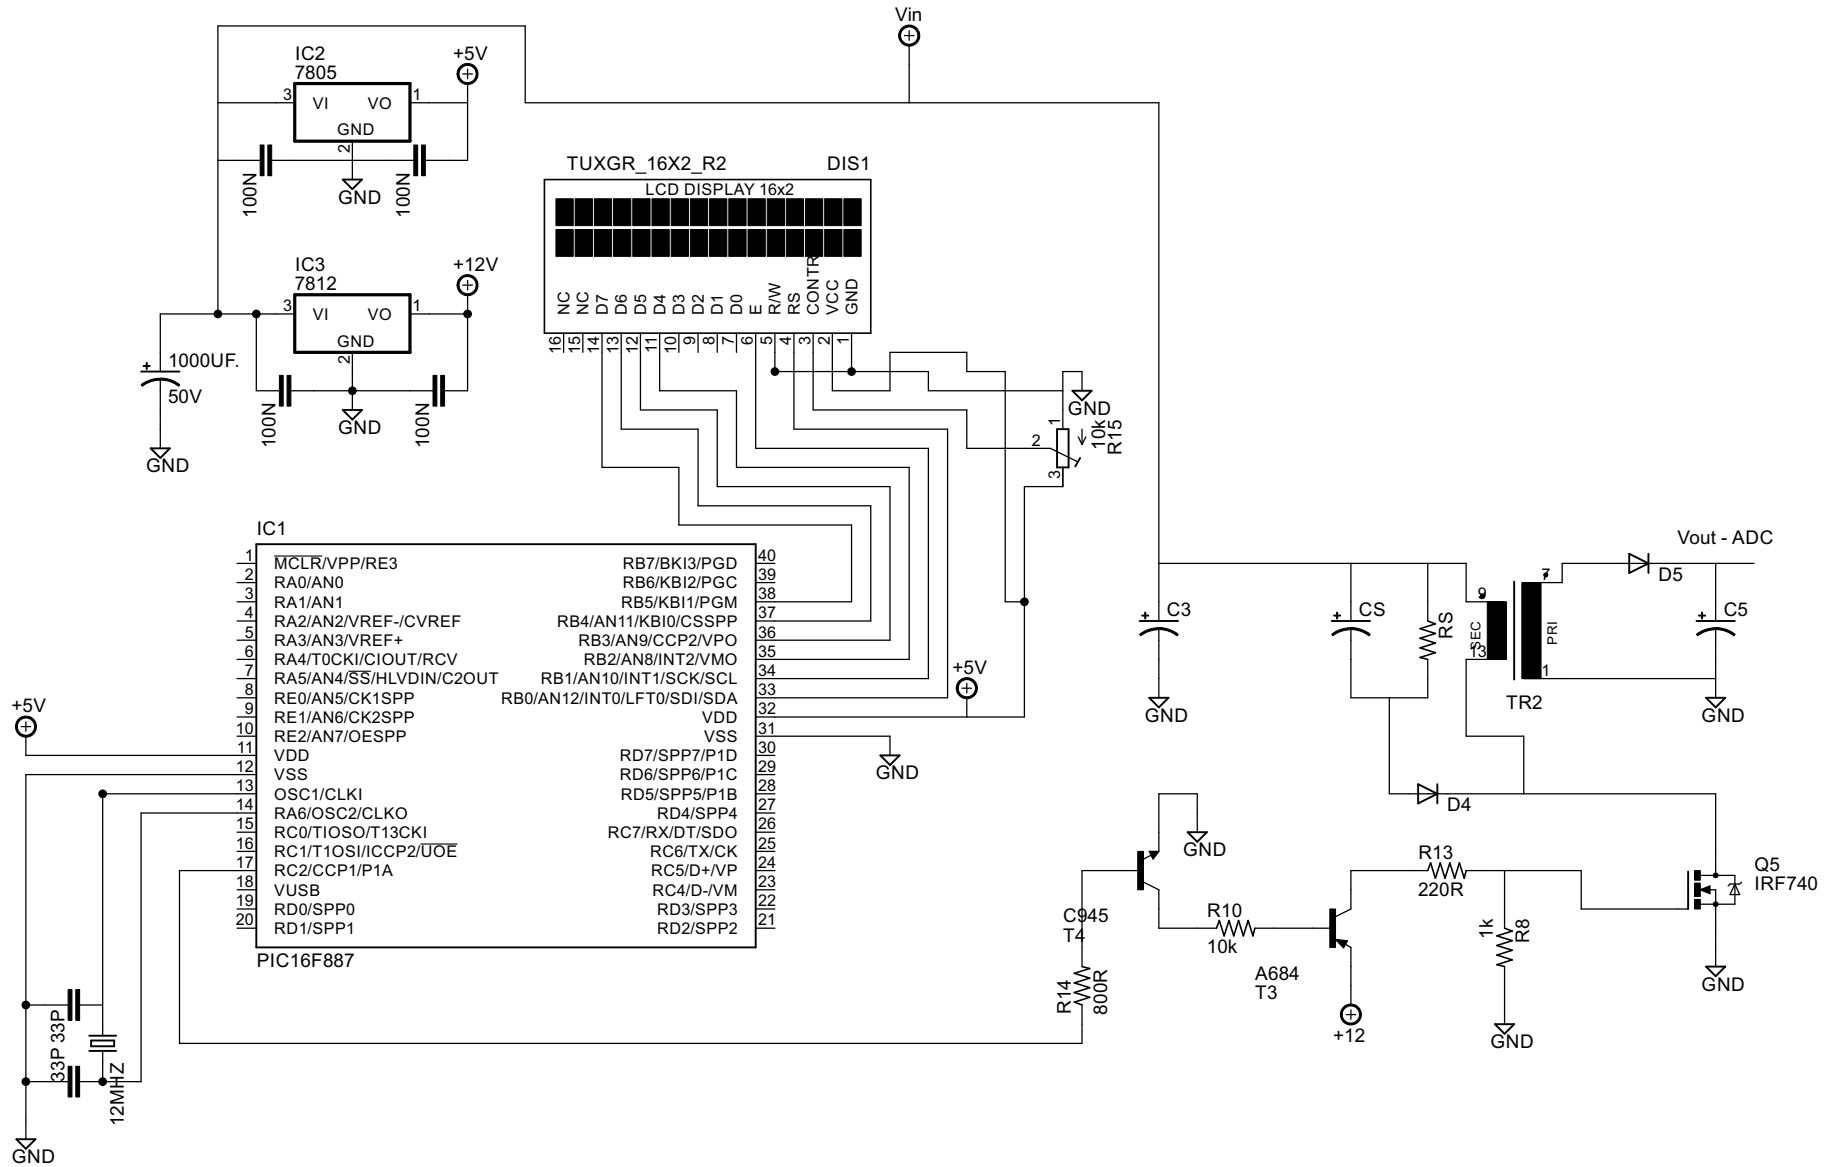 Vin
IC2
7805
+5V
3 VI VO 1
GND
2
100N
GND
100N
IC3
7812
+12V
3 VI VO 1
GND
2
1000UF.
50V
100N
GND
100N
GND
TUXGR_16X2_R2 DIS1
LCD DISPLAY 16x2
NC NC D7 D6 D5 D4 D3 D2 D1 D0 E R/W RS CONTR VCC GND
16 15 14 13 12 11 10 9 8 7 6 5 4 3 2 1
GND
1
2
3
10k
R15
IC1
1 MCLR/VPP/RE3 RB7/BKI3/PGD 40
2 RA0/AN0 RB6/KBI2/PGC 39
3 RA1/AN1 RB5/KBI1/PGM 38
4 RA2/AN2/VREF-/CVREF RB4/AN11/KBI0/CSSPP 37
5 RA3/AN3/VREF+ RB3/AN9/CCP2/VPO 36
6 RA4/T0CKI/CIOUT/RCV RB2/AN8/INT2/VMO 35
7 RA5/AN4/SS/HLVDIN/C2OUT RB1/AN10/INT1/SCK/SCL 34
8 RE0/AN5/CK1SPP RB0/AN12/INT0/LFT0/SDI/SDA 33
9 RE1/AN6/CK2SPP VDD 32
10 RE2/AN7/OESPP VSS 31
11 VDD RD7/SPP7/P1D 30
12 VSS RD6/SPP6/P1C 29
13 OSC1/CLKI RD5/SPP5/P1B 28
14 RA6/OSC2/CLKO RD4/SPP4 27
15 RC0/TIOSO/T13CKI RC7/RX/DT/SDO 26
16 RC1/T1OSI/ICCP2/UOE RC6/TX/CK 25
17 RC2/CCP1/P1A RC5/D+/VP 24
18 VUSB RC4/D-/VM 23
19 RD0/SPP0 RD3/SPP3 22
20 RD1/SPP1 RD2/SPP2 21
PIC16F887
+5V
+5V
GND
33P 33P
12MHZ
GND
Vout - ADC
C3
GND
CS
RS
9
SEC
13
7
PRI
1
TR2
D5
C5
GND
D4
GND
C945
T4
R14
800R
R10
10k
A684
T3
+12
R13
220R
1k
R8
GND
Q5
IRF740
GND